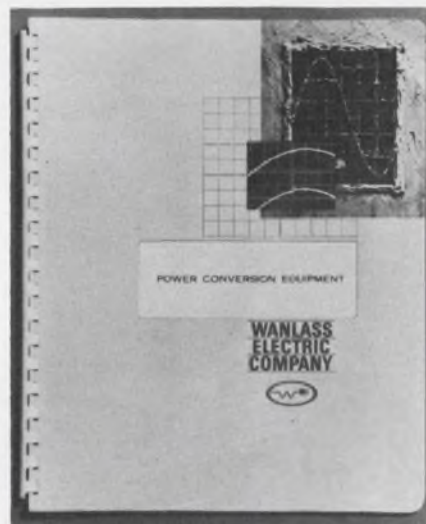 POWER CONVERSION EQUIPMENT
WANLASS
ELECTRIC
COMPANY